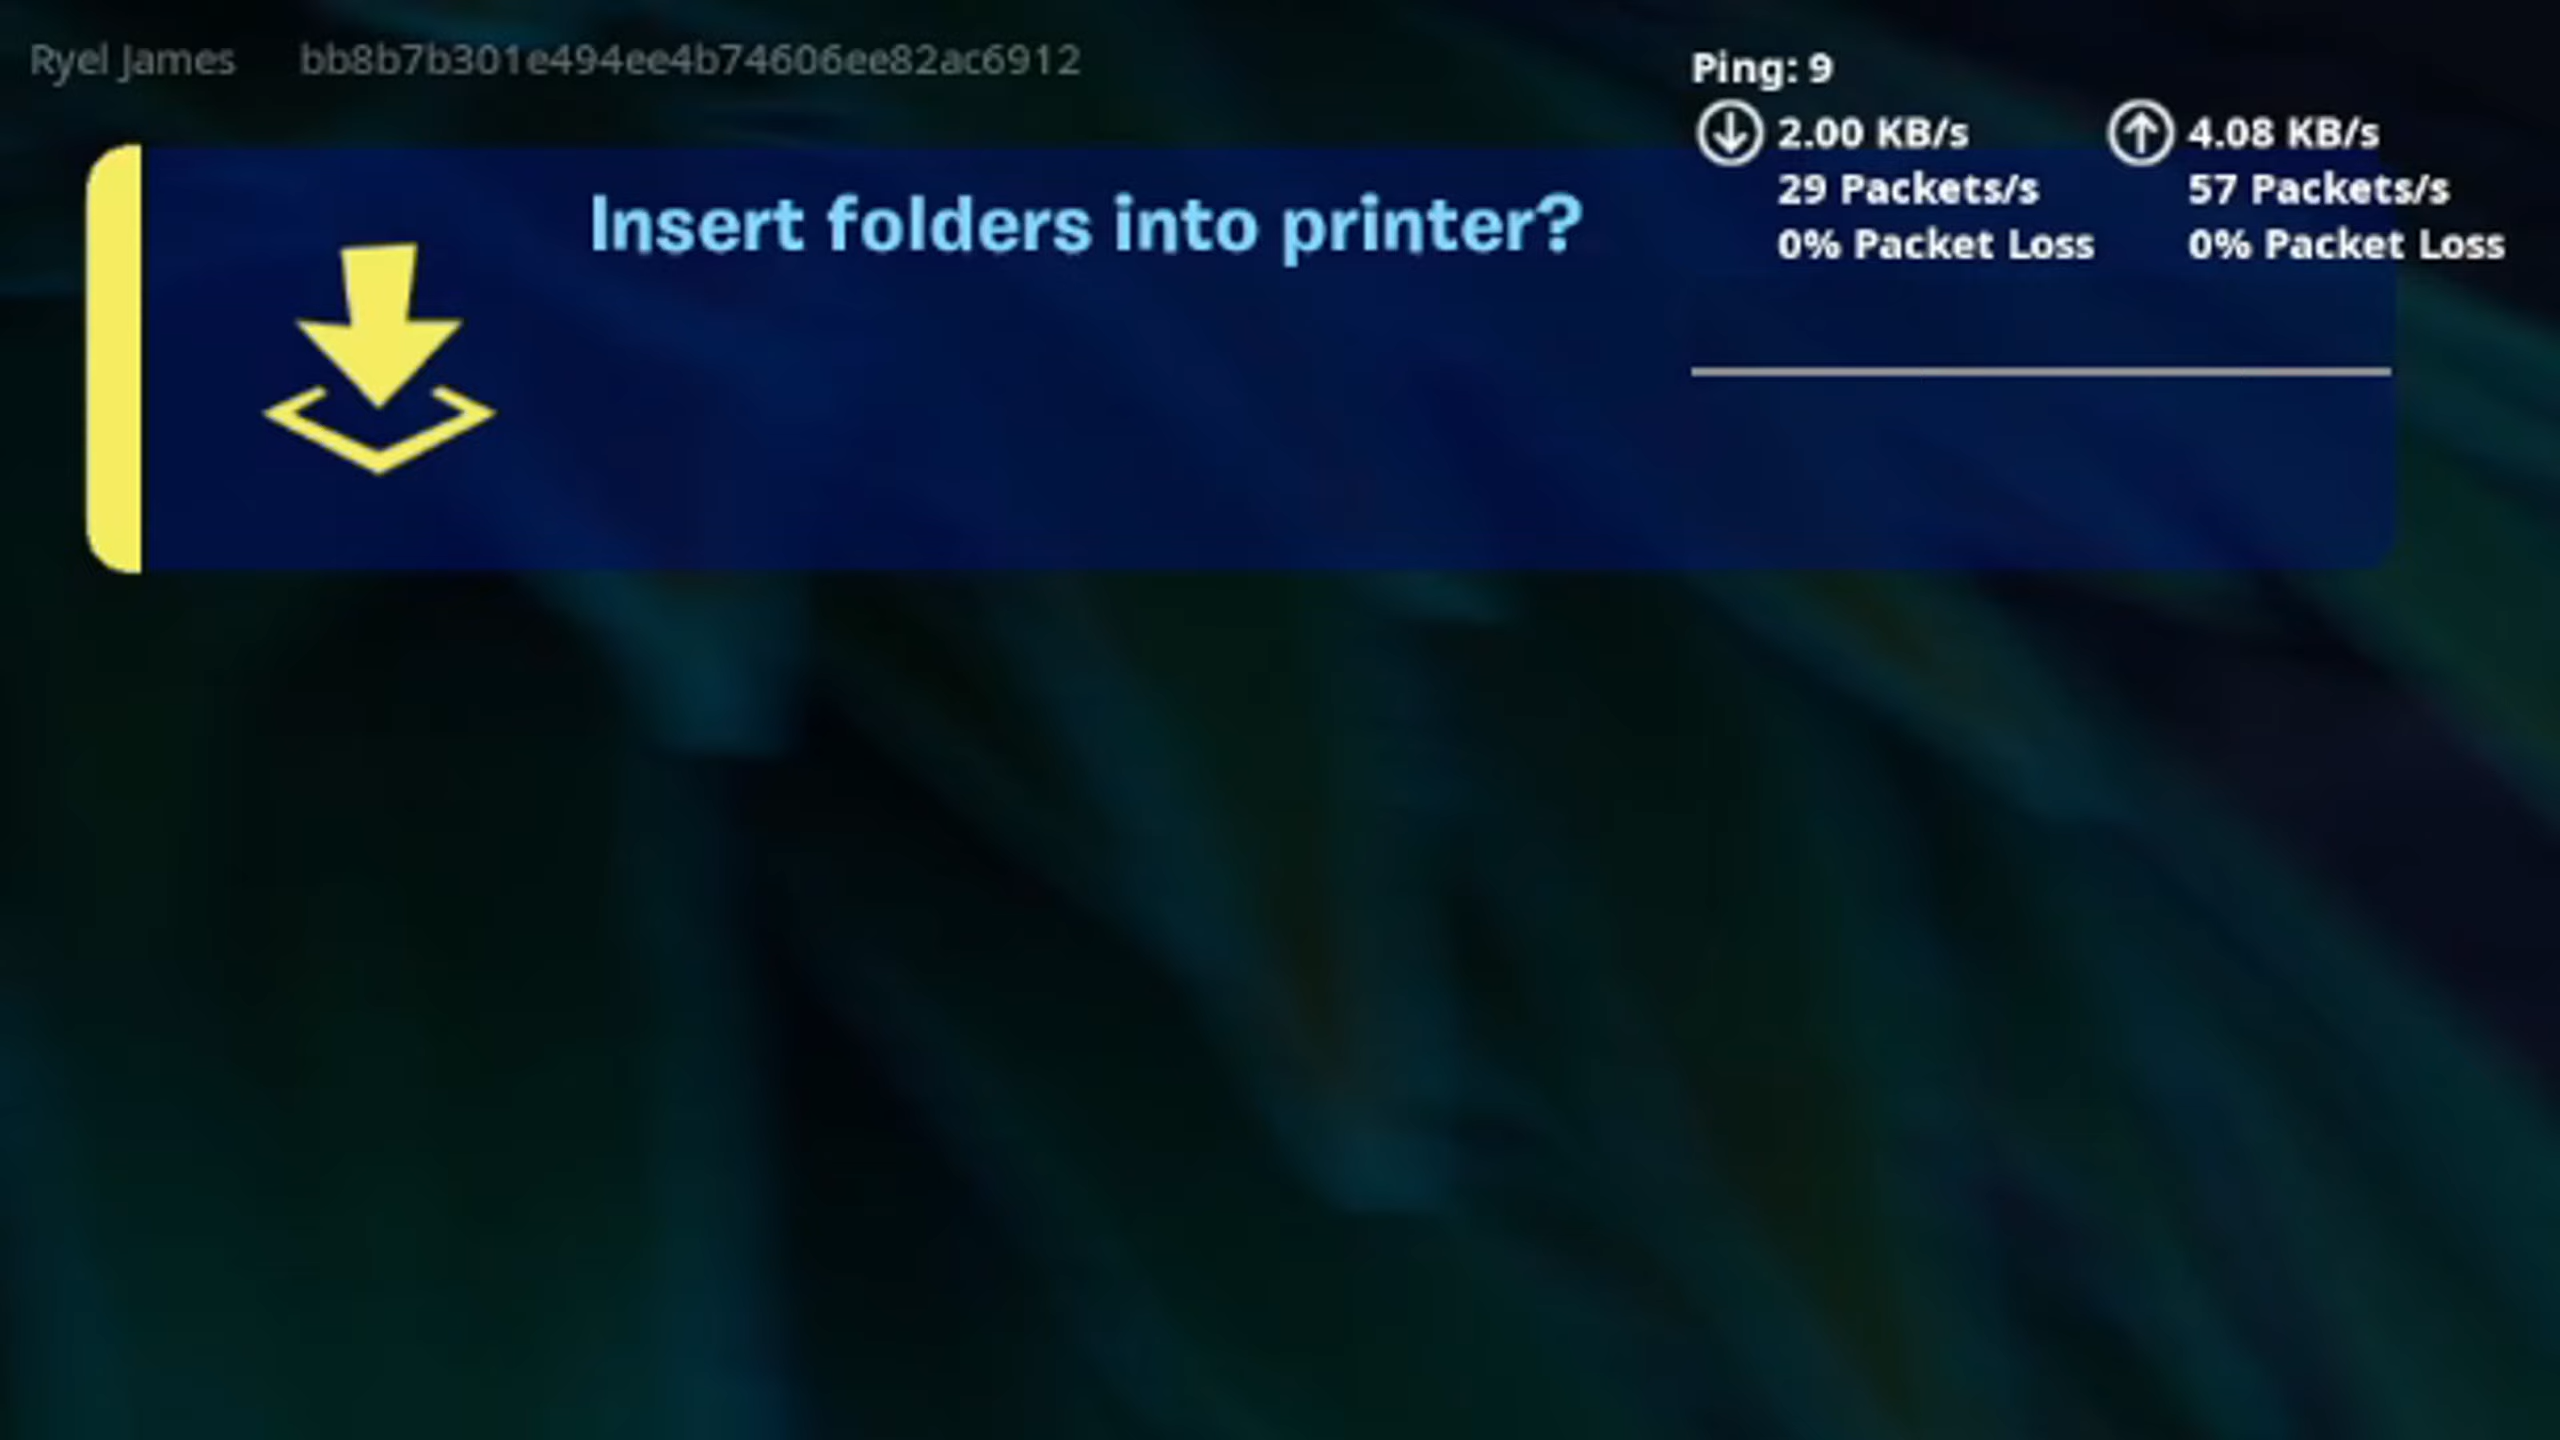 Ryel James bb8b7b301e494ee4b74606ee82ac6912
Ping: 9
2.00 KB/s 4.08 KB/s
29 Packets/s 57 Packets/s
0% Packet Loss 0% Packet Loss
Insert folders into printer?